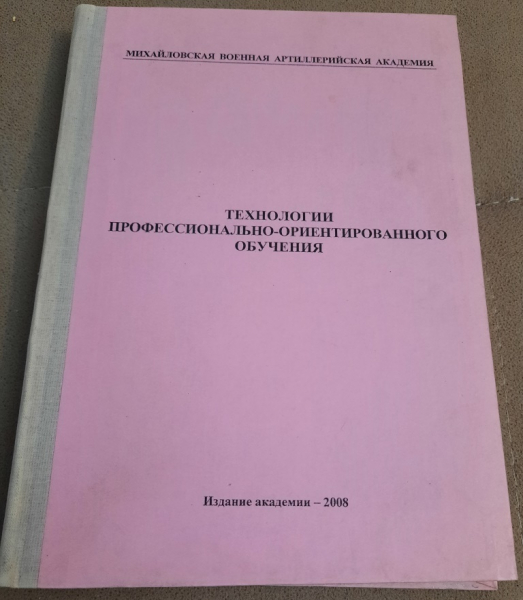 МИХАЙЛОВСКАЯ ВОЕННАЯ АРТИЛЛЕРИЙСКАЯ АКАДЕМИЯ
ТЕХНОЛОГИИ
ПРОФЕССИОНАЛЬНО-ОРИЕНТИРОВАННОГО
ОБУЧЕНИЯ
Издание академии – 2008